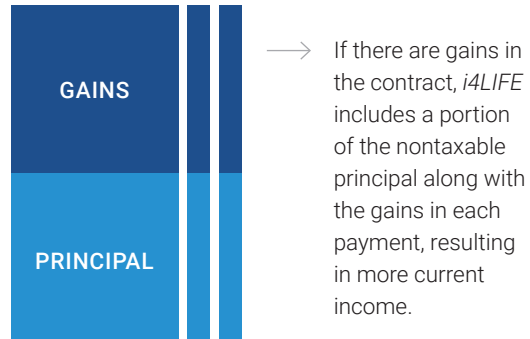 GAINS
PRINCIPAL
If there are gains in
the contract, i4LIFE
includes a portion
of the nontaxable
principal along with
the gains in each
payment, resulting
in more current
income.